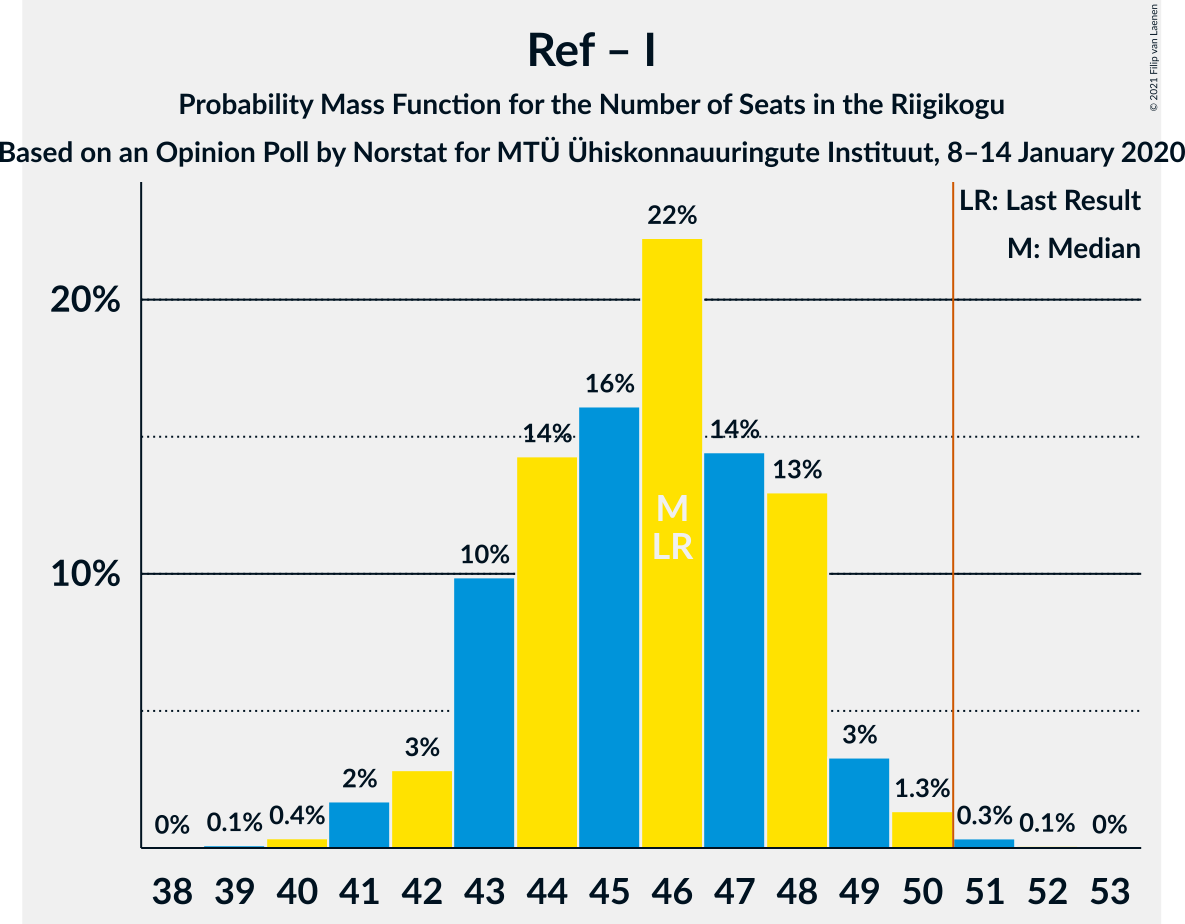 Ref – I
Probability Mass Function for the Number of Seats in the Riigikogu
Based on an Opinion Poll by Norstat for MTÜ Ühiskonnauuringute Instituut, 8–14 January 2020
© 2021 Filip van Laenen
LR: Last Result
M: Median
22%
20%
16%
14%
14%
13%
M
LR
10%
10%
3%
3%
2%
1.3%
0%
0.1%
0.4%
0.3%
0.1%
0%
38 39 40 41 42 43 44 45 46 47 48 49 50 51 52 53